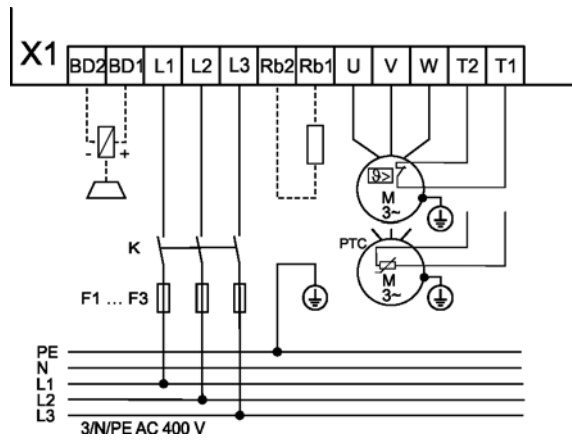 X1 BD2 BD1 L1 L2 L3 Rb2 Rb1 U V W T2 T1
- +
ϑ>
M
3~
K
PTC
M
3~
F1 ... F3
PE
N
L1
L2
L3
3/N/PE AC 400 V